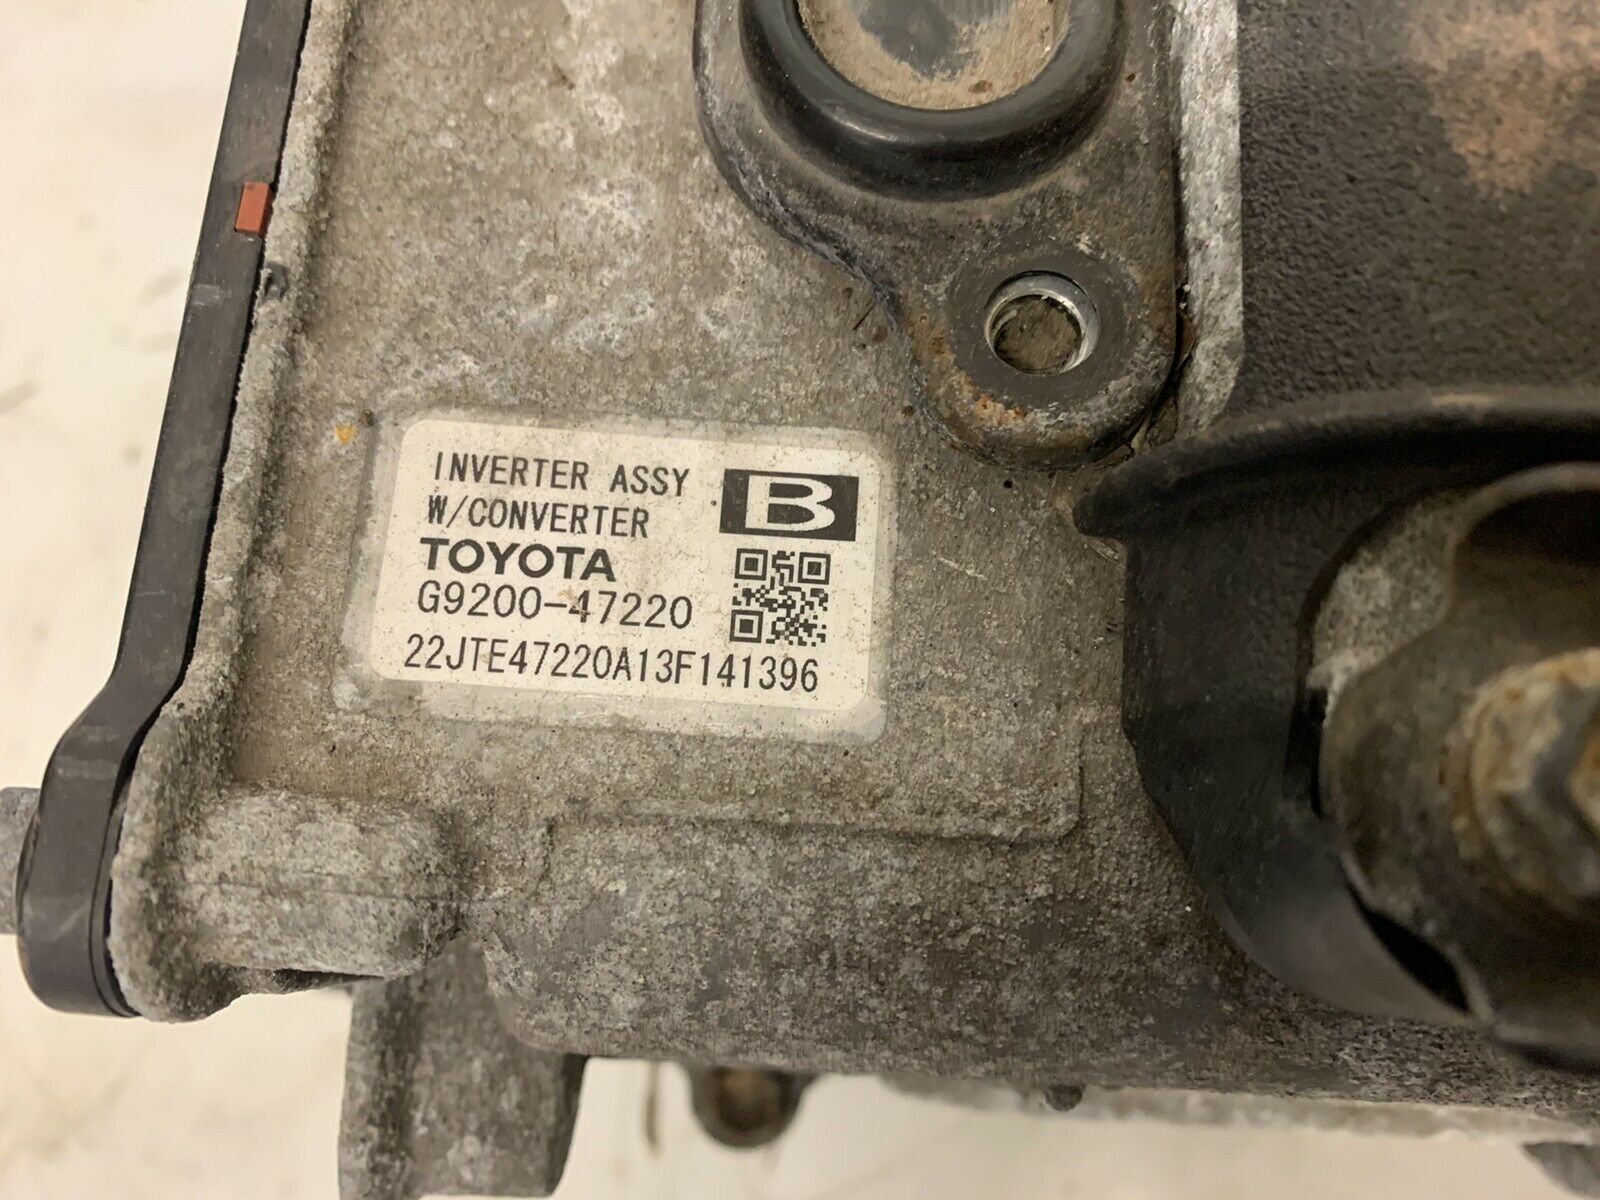 INVERTER ASSY
W/CONVERTER
B
TOYOTA
G9200-47220
22JTE47220A13F141396